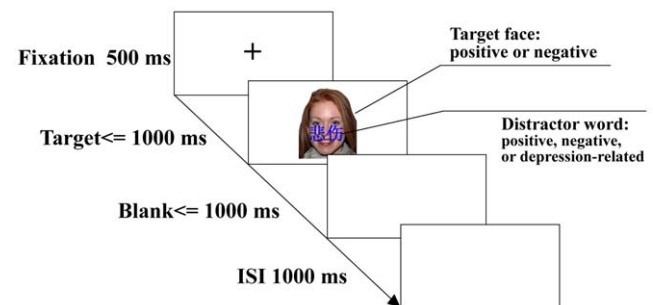 Fixation 500 ms
+
Target face:
positive or negative
悲伤
Target<= 1000 ms
Distractor word:
positive, negative,
or depression-related
Blank<= 1000 ms
ISI 1000 ms